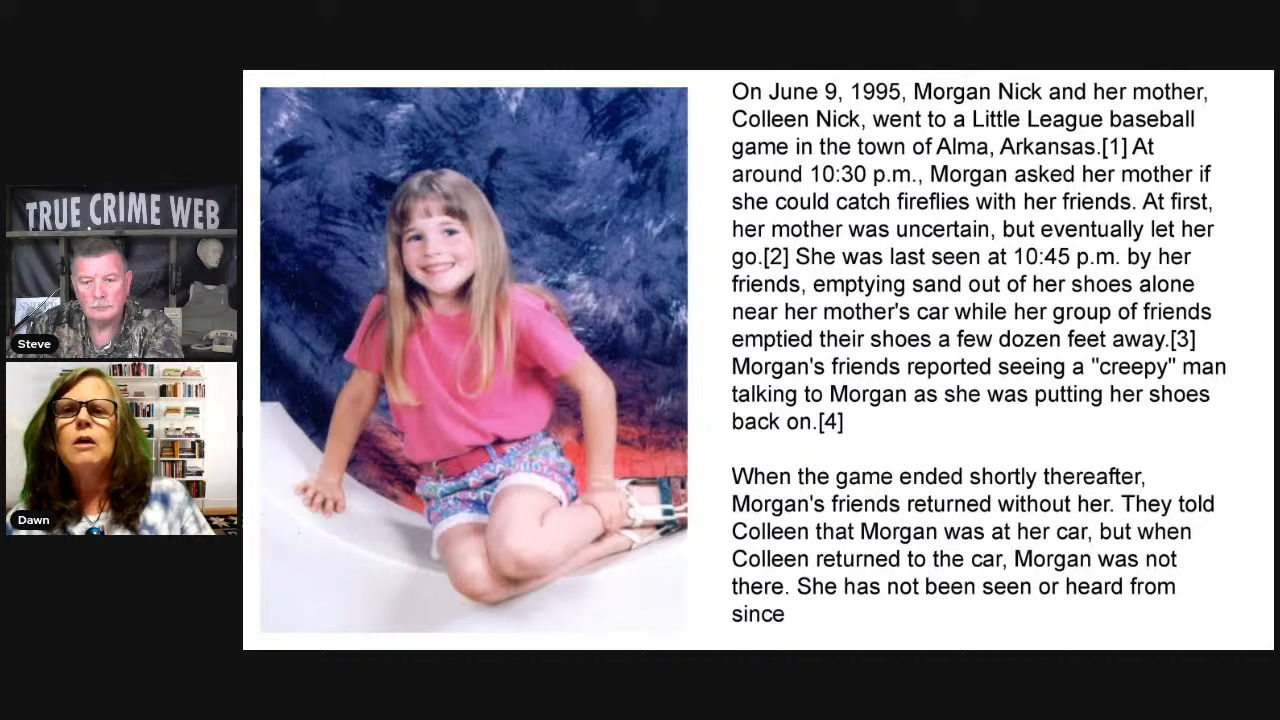 TRUE CRIME WEB
Steve
Dawn
On June 9, 1995, Morgan Nick and her mother,
Colleen Nick, went to a Little League baseball
game in the town of Alma, Arkansas.[1] At
around 10:30 p.m., Morgan asked her mother if
she could catch fireflies with her friends. At first,
her mother was uncertain, but eventually let her
go.[2] She was last seen at 10:45 p.m. by her
friends, emptying sand out of her shoes alone
near her mother's car while her group of friends
emptied their shoes a few dozen feet away.[3]
Morgan's friends reported seeing a "creepy" man
talking to Morgan as she was putting her shoes
back on.[4]
When the game ended shortly thereafter,
Morgan's friends returned without her. They told
Colleen that Morgan was at her car, but when
Colleen returned to the car, Morgan was not
there. She has not been seen or heard from
since